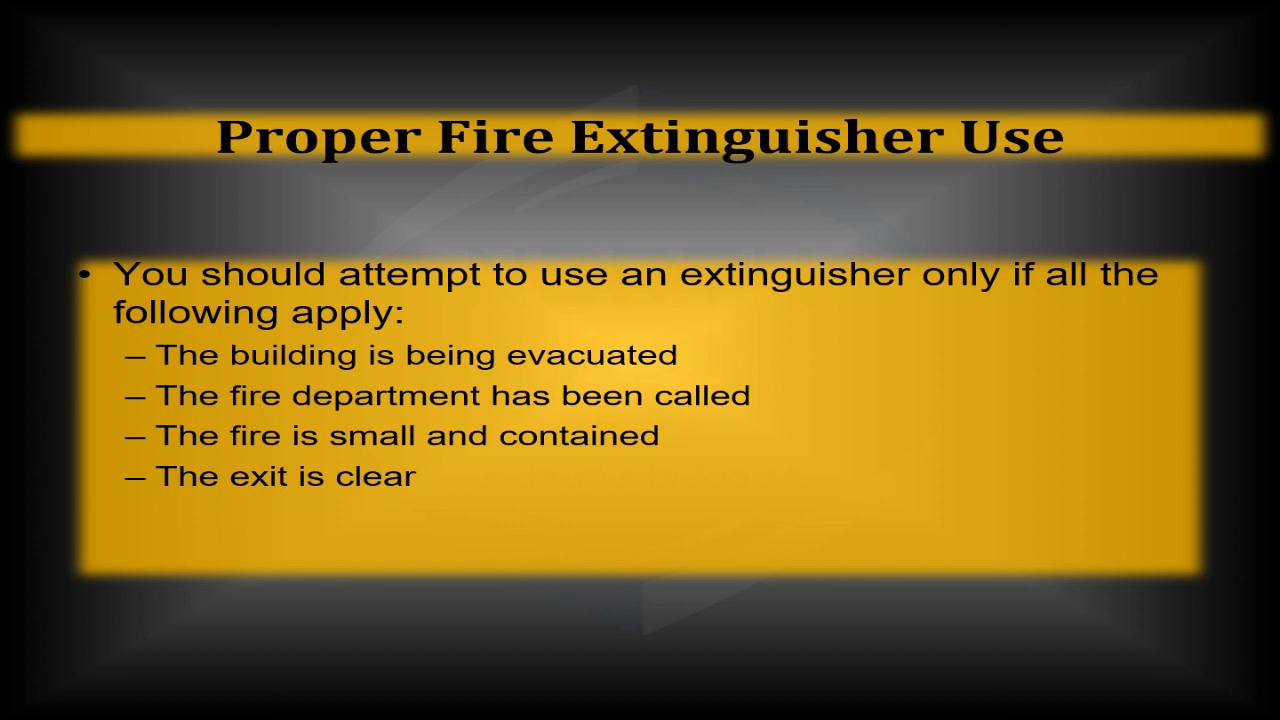 Proper Fire Extinguisher Use
• You should attempt to use an extinguisher only if all the
following apply:
– The building is being evacuated
– The fire department has been called
– The fire is small and contained
– The exit is clear